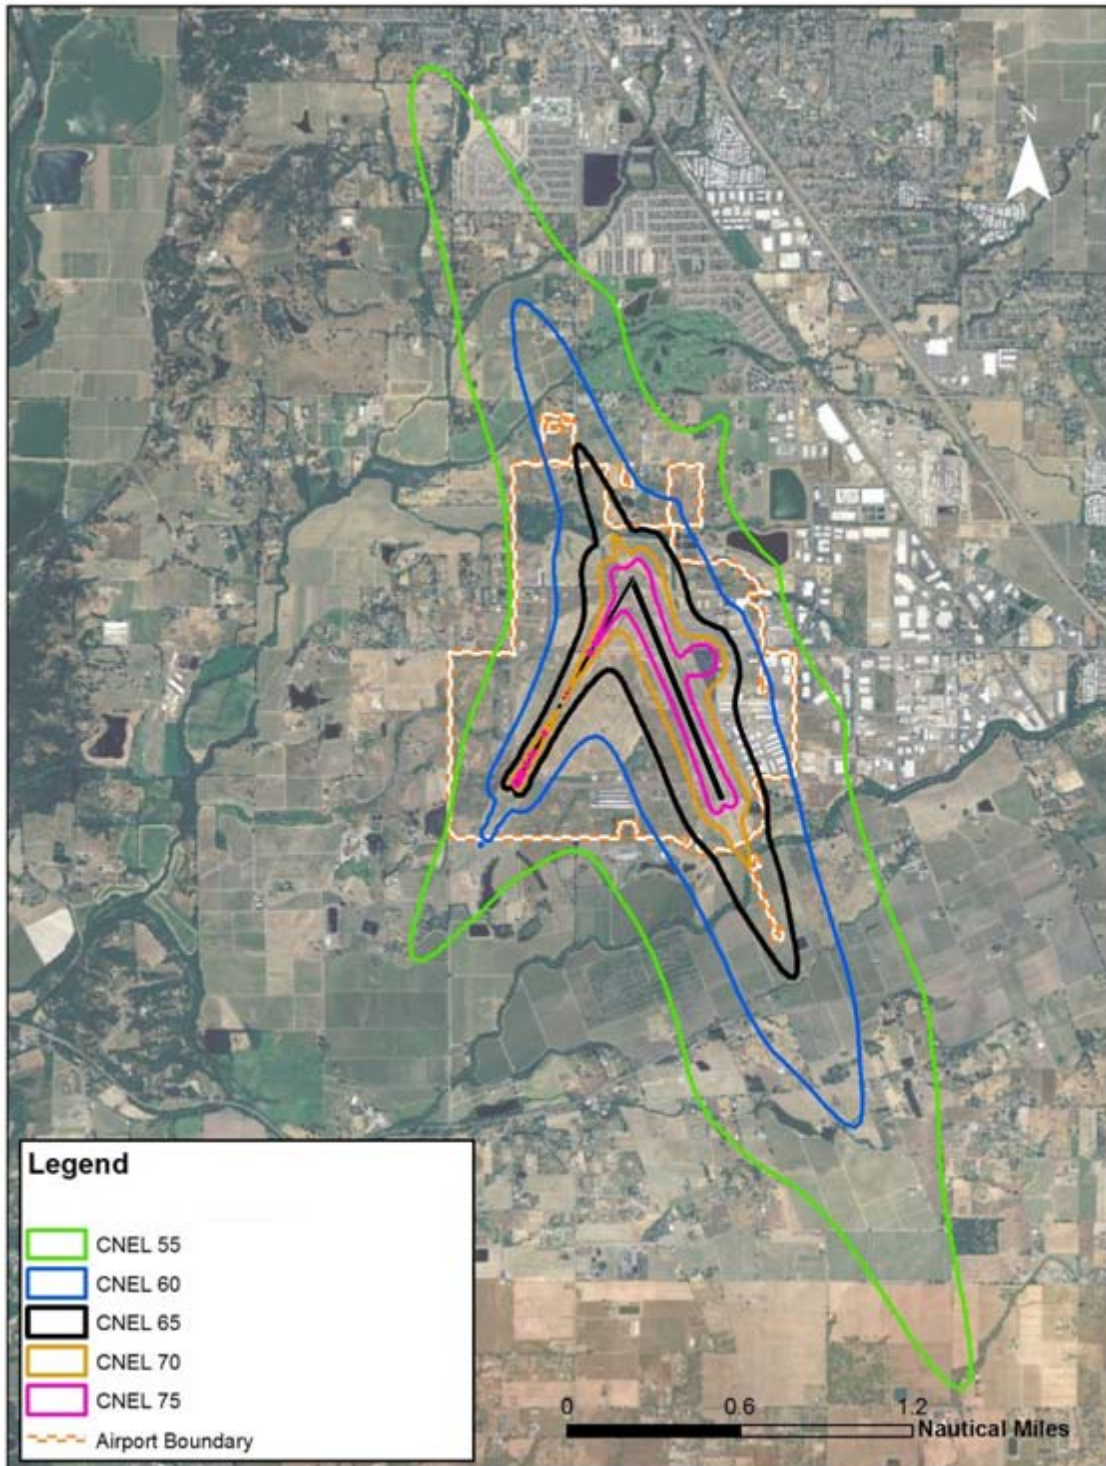 N
Legend
CNEL 55
CNEL 60
CNEL 65
CNEL 70
CNEL 75
Airport Boundary
0 0.6 1.2
Nautical Miles